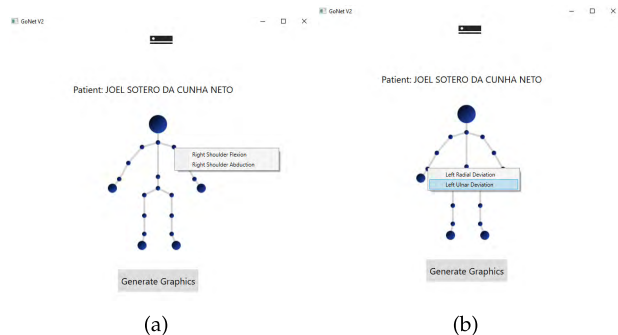 GoNet V2
Patient: JOEL SOTERO DA CUNHA NETO
Right Shoulder Flexion
Right Shoulder Abduction
Generate Graphics
(a)
GoNet V2
Patient: JOEL SOTERO DA CUNHA NETO
Left Radial Deviation
Left Ulnar Deviation
Generate Graphics
(b)